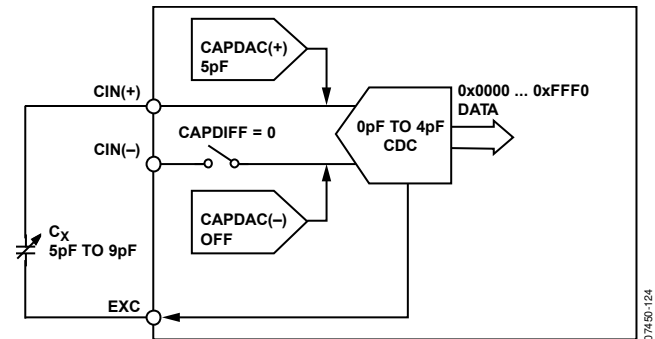 CAPDAC(+)
5pF
CIN(+)
0x0000 ... 0xFFF0
DATA
0pF TO 4pF
CDC
CAPDIFF = 0
CIN(–)
CAPDAC(–)
OFF
CX
5pF TO 9pF
EXC
07450-124